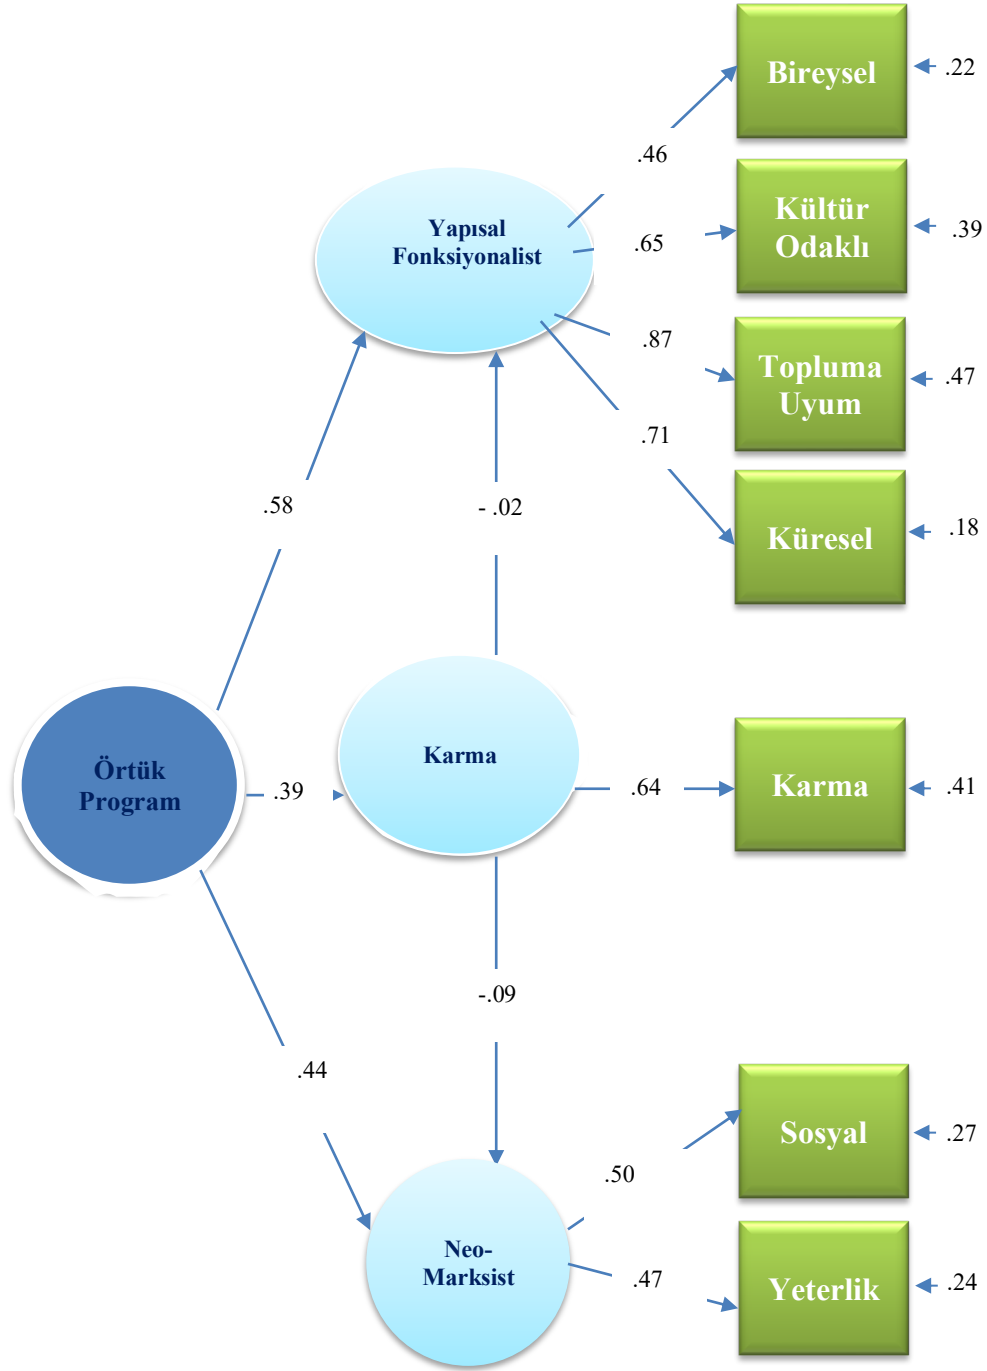 Bireysel
.22
.46
Kültür
Odaklı
.39
Yapısal
Fonksiyonalist
.65
.87
Topluma
Uyum
.47
.71
.58
- .02
Küresel
.18
Örtük
Program
.39
Karma
.64
Karma
.41
-.09
.44
Sosyal
.27
.50
Neo-
Marksist
.47
Yeterlik
.24